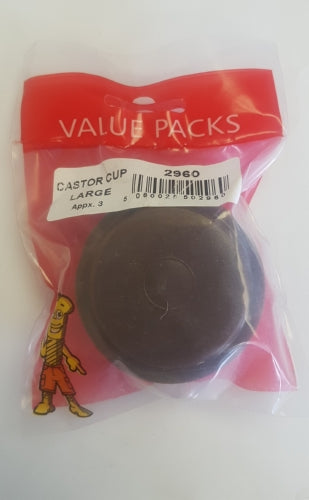 VALUE PACKS
CASTOR CUP
LARGE
Appx. 3
2960